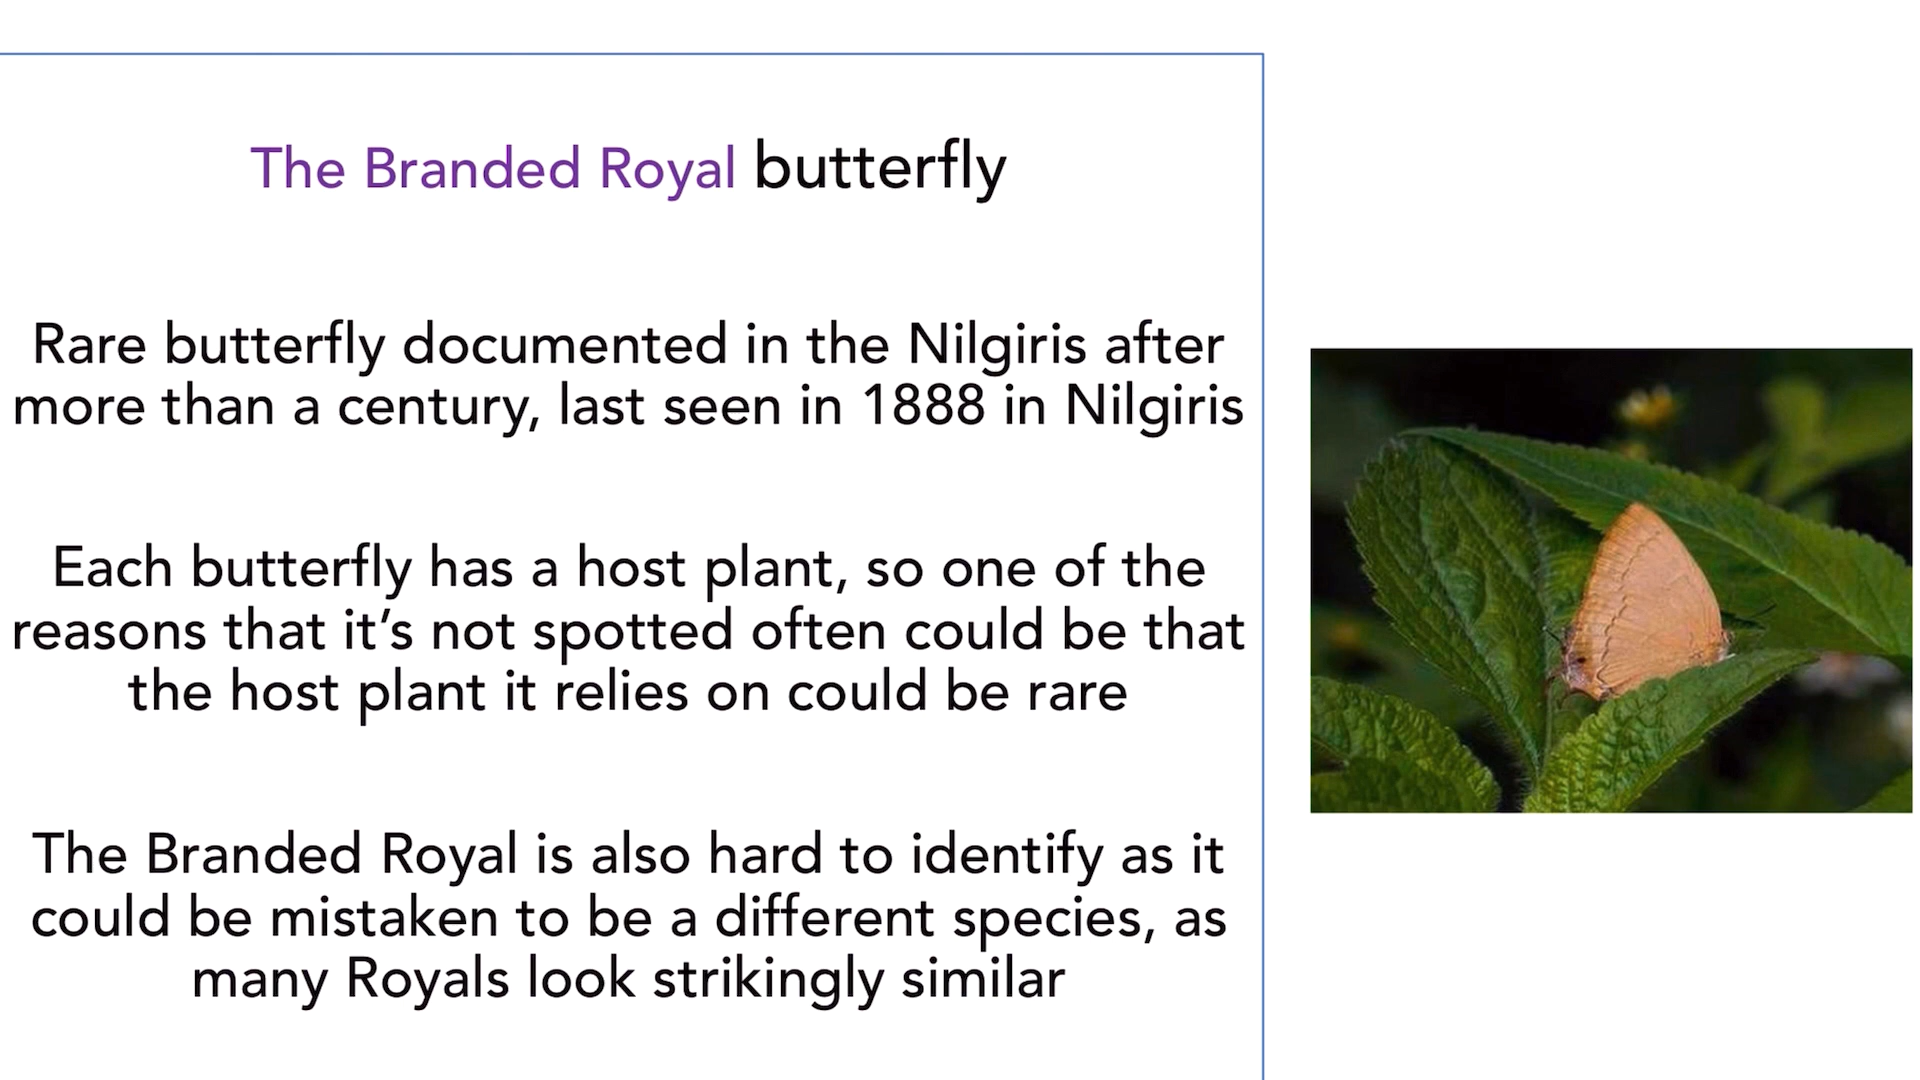 The Branded Royal butterfly
Rare butterfly documented in the Nilgiris after
more than a century, last seen in 1888 in Nilgiris
Each butterfly has a host plant, so one of the
reasons that it’s not spotted often could be that
the host plant it relies on could be rare
The Branded Royal is also hard to identify as it
could be mistaken to be a different species, as
many Royals look strikingly similar